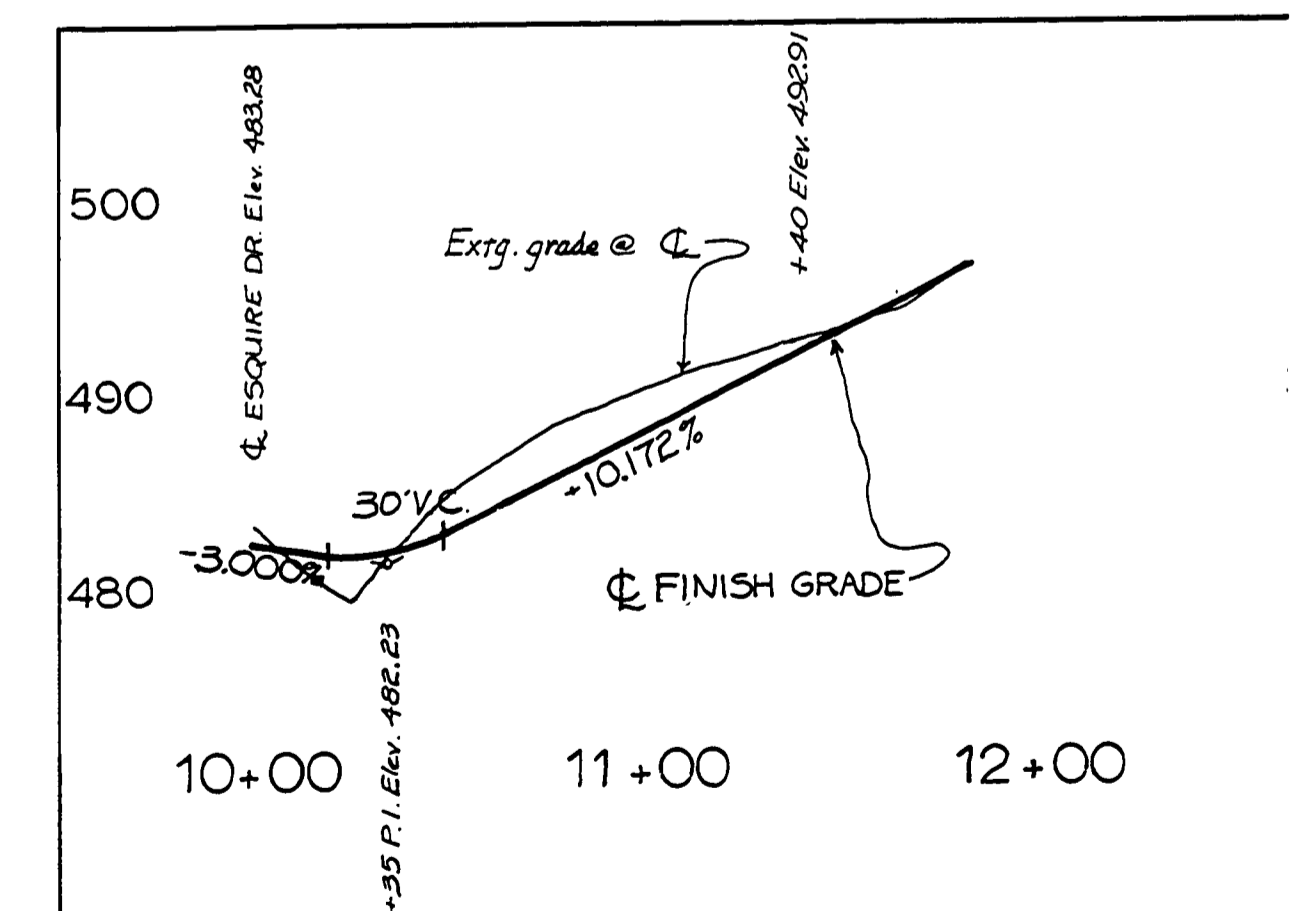 ℄ ESQUIRE DR. Elev. 483.28
+40 Elev. 492.91
500
Extg. grade @ ℄
490
+10.172%
30' V.C.
-3.000%
480
℄ FINISH GRADE
+35 P.I. Elev. 482.23
10+00
11+00
12+00